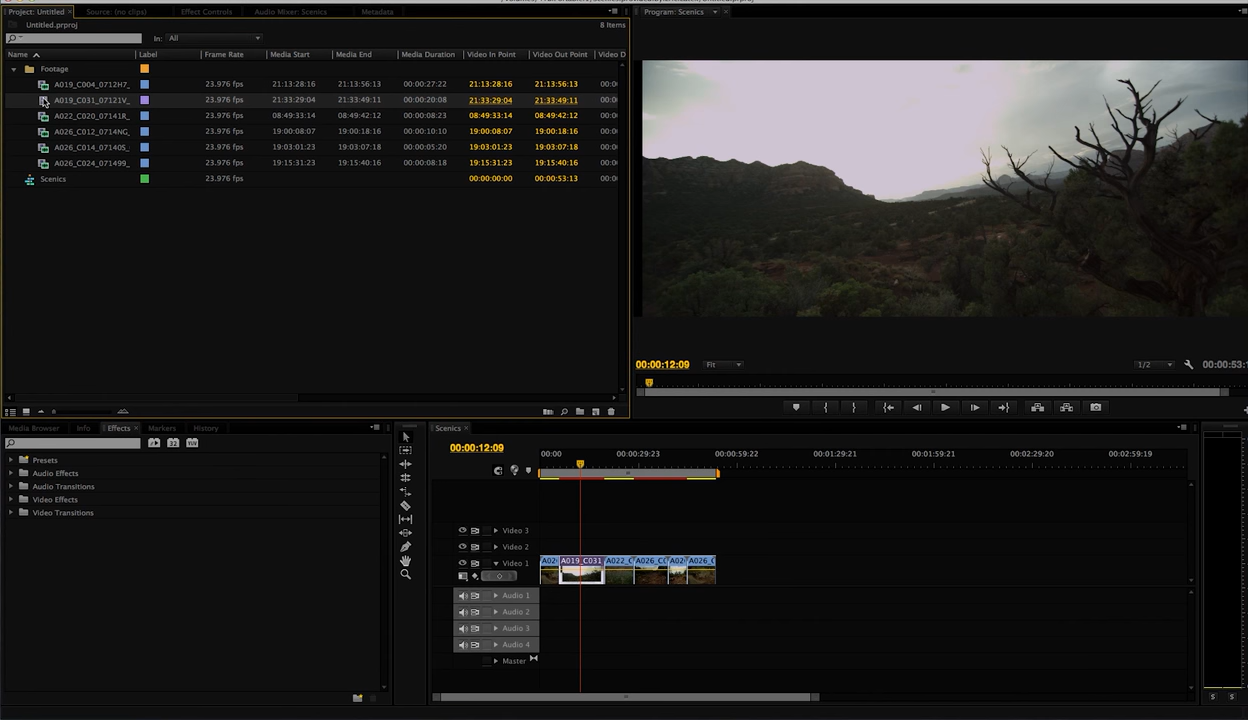 Project: Untitled × Source: (no clips) Effect Controls Audio Mixer: Scenics Metadata
Untitled.prproj 8 Items
In: All
Name Label Frame Rate Media Start Media End Media Duration Video In Point Video Out Point Video D
Footage
A019_C004_0712H7_ 23.976 fps 21:13:28:16 21:13:56:13 00:00:27:22 21:13:28:16 21:13:56:13 00:0
A019_C031_07121V_ 23.976 fps 21:33:29:04 21:33:49:11 00:00:20:08 21:33:29:04 21:33:49:11 00:0
A022_C020_07141R_ 23.976 fps 08:49:33:14 08:49:42:12 00:00:08:23 08:49:33:14 08:49:42:12 00:0
A026_C012_0714NG_ 23.976 fps 19:00:08:07 19:00:18:16 00:00:10:10 19:00:08:07 19:00:18:16 00:0
A026_C014_07140S_ 23.976 fps 19:03:01:23 19:03:07:18 00:00:05:20 19:03:01:23 19:03:07:18 00:0
A026_C024_071499_ 23.976 fps 19:15:31:23 19:15:40:16 00:00:08:18 19:15:31:23 19:15:40:16 00:0
Scenics 23.976 fps 00:00:00:00 00:00:53:13 00:0
Program: Scenics ×
00:00:12:09 Fit 1/2 00:00:53:1
Media Browser Info Effects × Markers History
32 YUV
Presets
Audio Effects
Audio Transitions
Video Effects
Video Transitions
Scenics ×
00:00:12:09 00:00 00:00:29:23 00:00:59:22 00:01:29:21 00:01:59:21 00:02:29:20 00:02:59:19
Video 3
Video 2
Video 1 A02 A019_C031 A022_C A026_C A02 A026_C
Audio 1
Audio 2
Audio 3
Audio 4
Master
S S